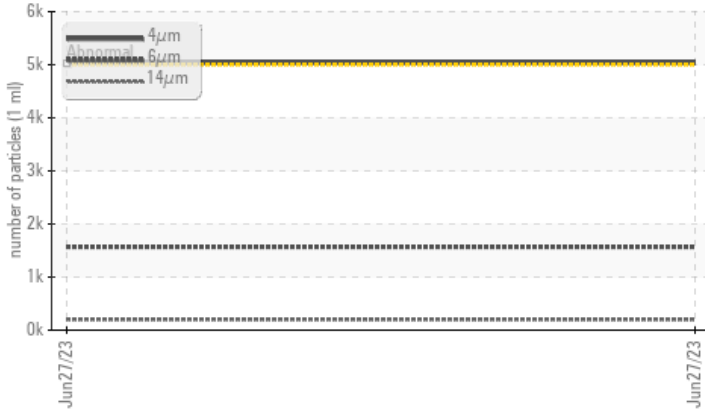 6k
5k
4k
3k
2k
1k
0k
number of particles (1 ml)
4μm
Abnormal
6μm
14μm
Jun27/23
Jun27/23